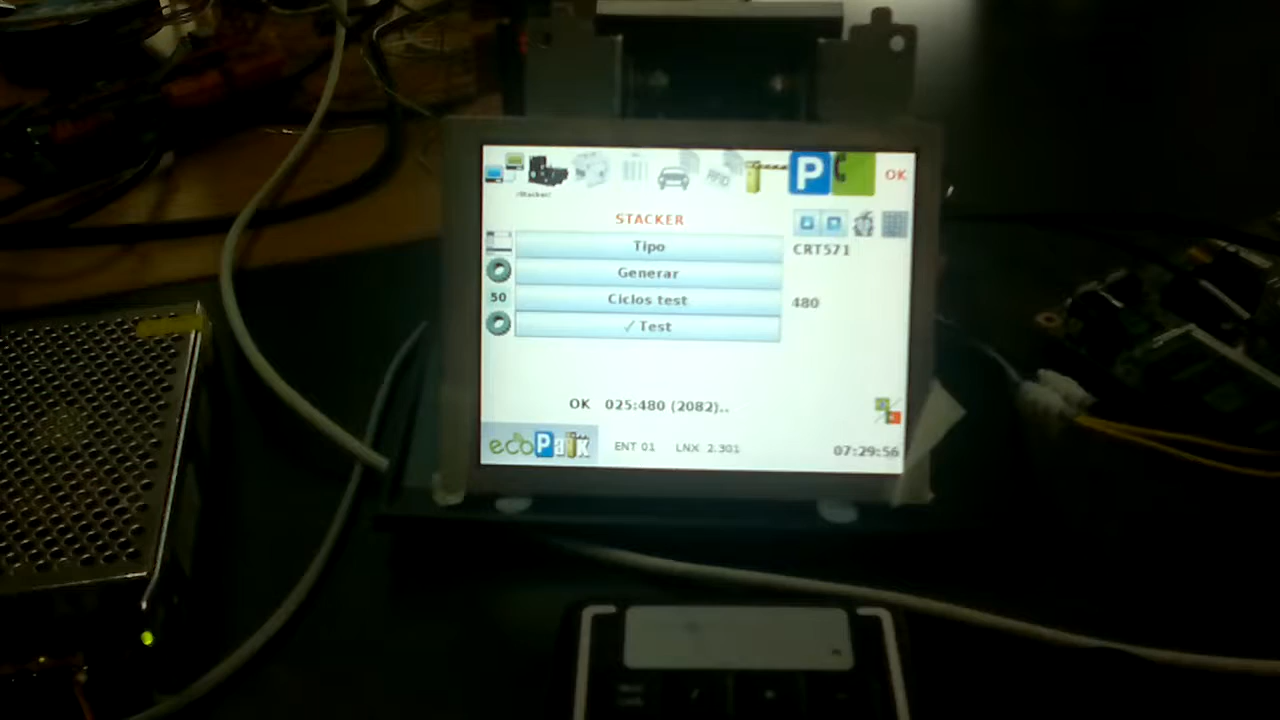 P OK
STACKER
Tipo CRT571
Generar
50 Ciclos test 480
✓ Test
OK 025:480 (2082)..
ecoPaik ENT 01 LNX 2.301 07:29:56